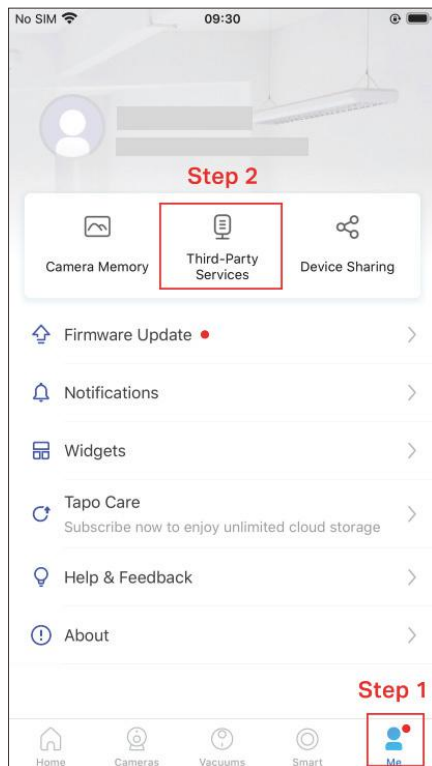 No SIM 09:30
Step 2
Camera Memory
Third-Party
Services
Device Sharing
Firmware Update
Notifications
Widgets
Tapo Care
Subscribe now to enjoy unlimited cloud storage
Help & Feedback
About
Step 1
Home Cameras Vacuums Smart Me